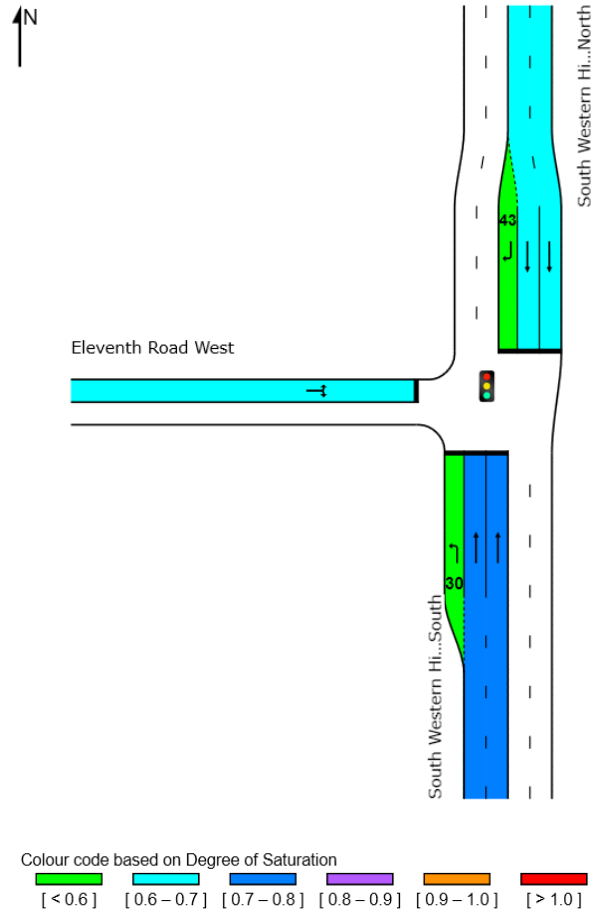 N
South Western Hi...North
43
Eleventh Road West
30
South Western Hi...South
Colour code based on Degree of Saturation
[ < 0.6 ] [ 0.6 – 0.7 ] [ 0.7 – 0.8 ] [ 0.8 – 0.9 ] [ 0.9 – 1.0 ] [ > 1.0 ]